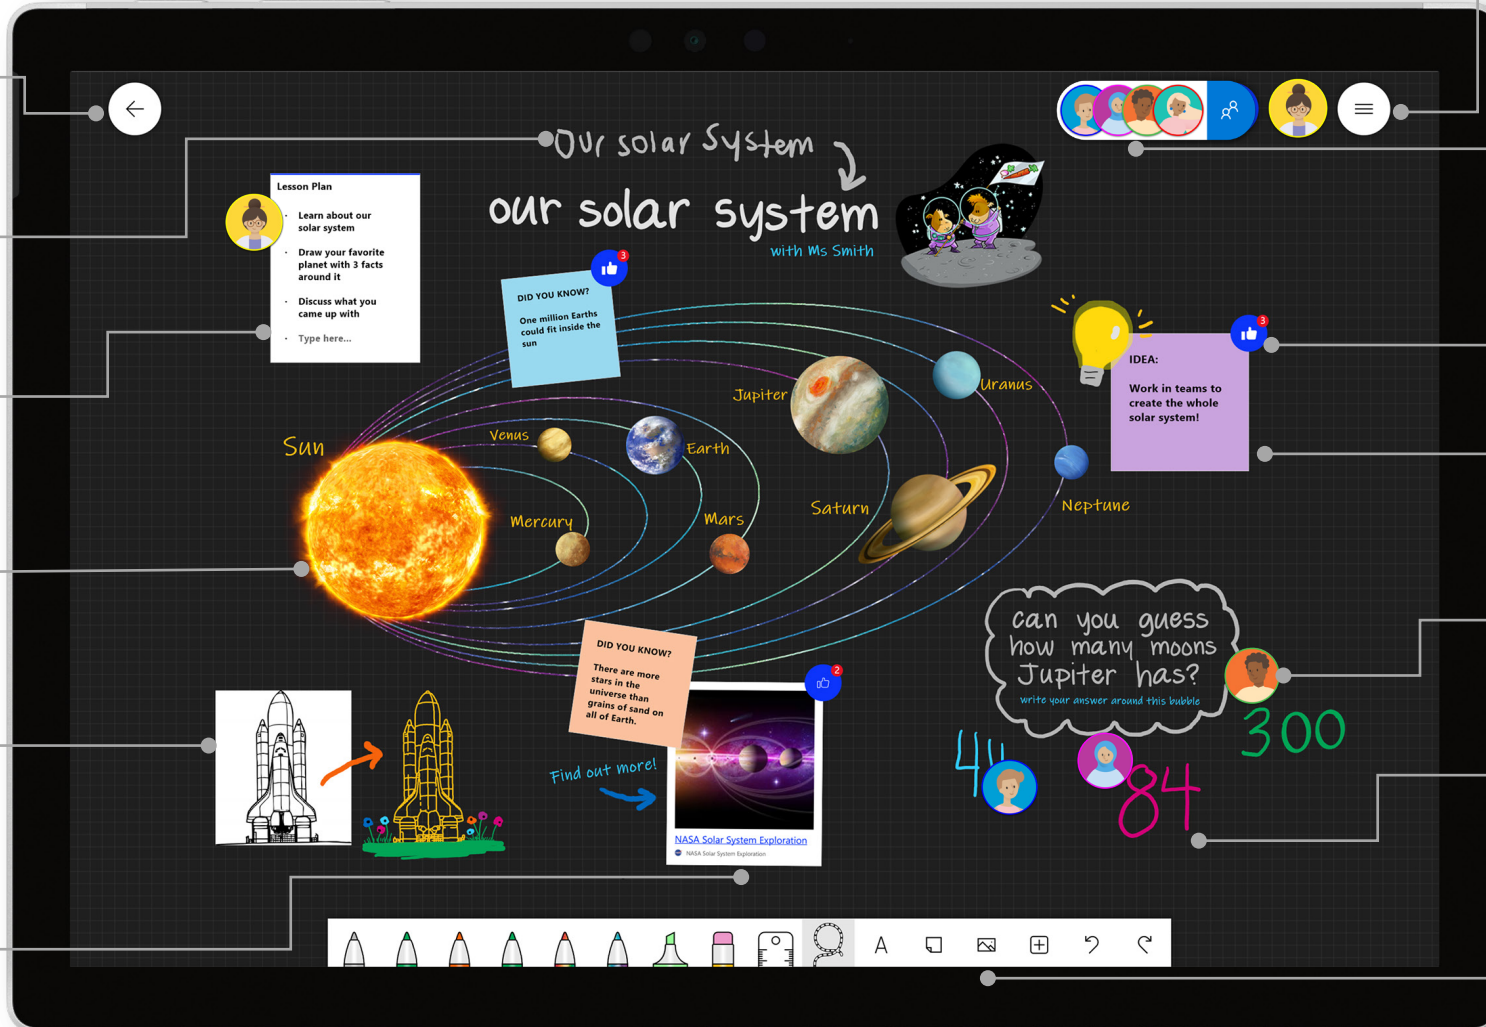 Our solar System
our solar system
with Ms Smith
Lesson Plan
· Learn about our
solar system
· Draw your favorite
planet with 3 facts
around it
· Discuss what you
came up with
· Type here...
3
DID YOU KNOW?
One million Earths
could fit inside the
sun
3
IDEA:
Work in teams to
create the whole
solar system!
Sun
Venus
Earth
Mercury
Mars
Jupiter
Saturn
Uranus
Neptune
DID YOU KNOW?
There are more
stars in the
universe than
grains of sand on
all of Earth.
2
Find out more!
NASA Solar System Exploration
NASA Solar System Exploration
can you guess
how many moons
Jupiter has?
write your answer around this bubble
300
44
84
A